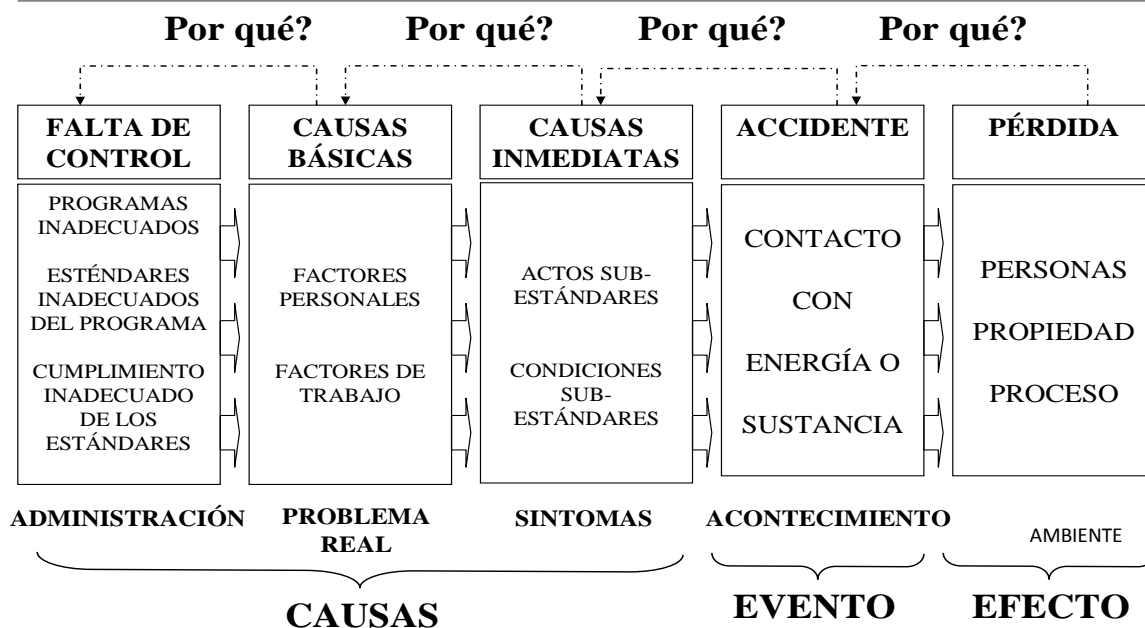 Por qué? Por qué? Por qué? Por qué?
FALTA DE
CONTROL
CAUSAS
BÁSICAS
CAUSAS
INMEDIATAS
ACCIDENTE
PÉRDIDA
PROGRAMAS
INADECUADOS
ESTÉNDARES
INADECUADOS
DEL PROGRAMA
CUMPLIMIENTO
INADECUADO
DE LOS
ESTÁNDARES
FACTORES
PERSONALES
FACTORES DE
TRABAJO
ACTOS SUB-
ESTÁNDARES
CONDICIONES
SUB-
ESTÁNDARES
CONTACTO
CON
ENERGÍA O
SUSTANCIA
PERSONAS
PROPIEDAD
PROCESO
ADMINISTRACIÓN
PROBLEMA
REAL
SINTOMAS
ACONTECIMIENTO
AMBIENTE
CAUSAS
EVENTO
EFECTO